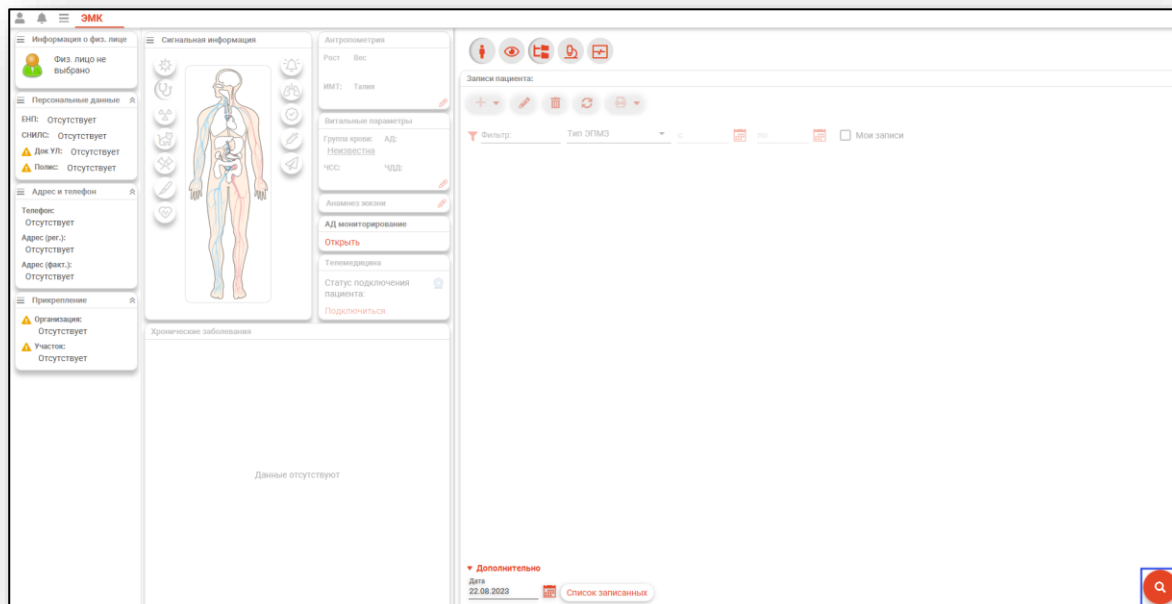 ЭМК
Информация о физ. лице
Физ. лицо не
выбрано
Персональные данные
ЕНП: Отсутствует
СНИЛС: Отсутствует
Док УЛ: Отсутствует
Полис: Отсутствует
Адрес и телефон
Телефон:
Отсутствует
Адрес (рег.):
Отсутствует
Адрес (факт.):
Отсутствует
Прикрепление
Организация:
Отсутствует
Участок:
Отсутствует
Сигнальная информация
Антропометрия
Рост Вес
ИМТ: Талия
Витальные параметры
Группа крови: АД:
Неизвестна
ЧСС: ЧДД:
Анамнез жизни
АД мониторирование
Открыть
Телемедицина
Статус подключения
пациента:
Подключиться
Хронические заболевания
Данные отсутствуют
Записи пациента:
Фильтр: Тип ЭПМЗ с по Мои записи
Дополнительно
Дата
22.08.2023 Список записанных